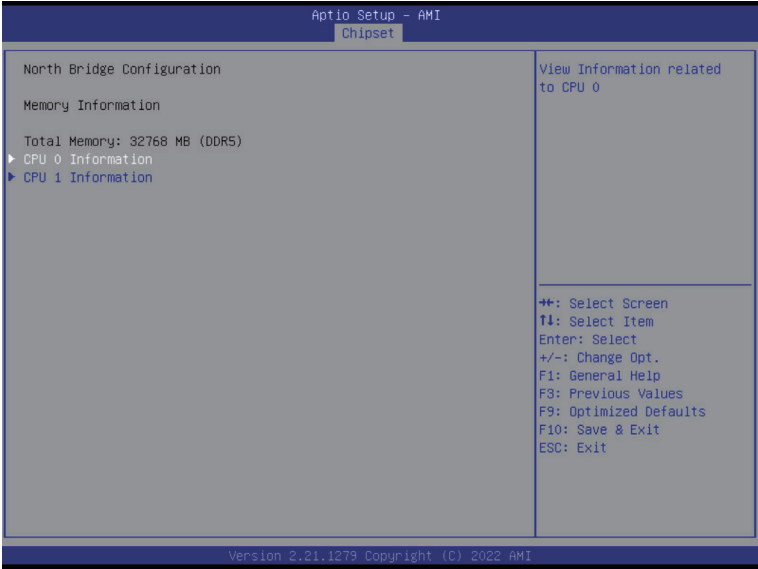 Aptio Setup – AMI
Chipset
North Bridge Configuration
Memory Information
Total Memory: 32768 MB (DDR5)
CPU 0 Information
CPU 1 Information
View Information related
to CPU 0
→←: Select Screen
↑↓: Select Item
Enter: Select
+/-: Change Opt.
F1: General Help
F3: Previous Values
F9: Optimized Defaults
F10: Save & Exit
ESC: Exit
Version 2.21.1279 Copyright (C) 2022 AMI